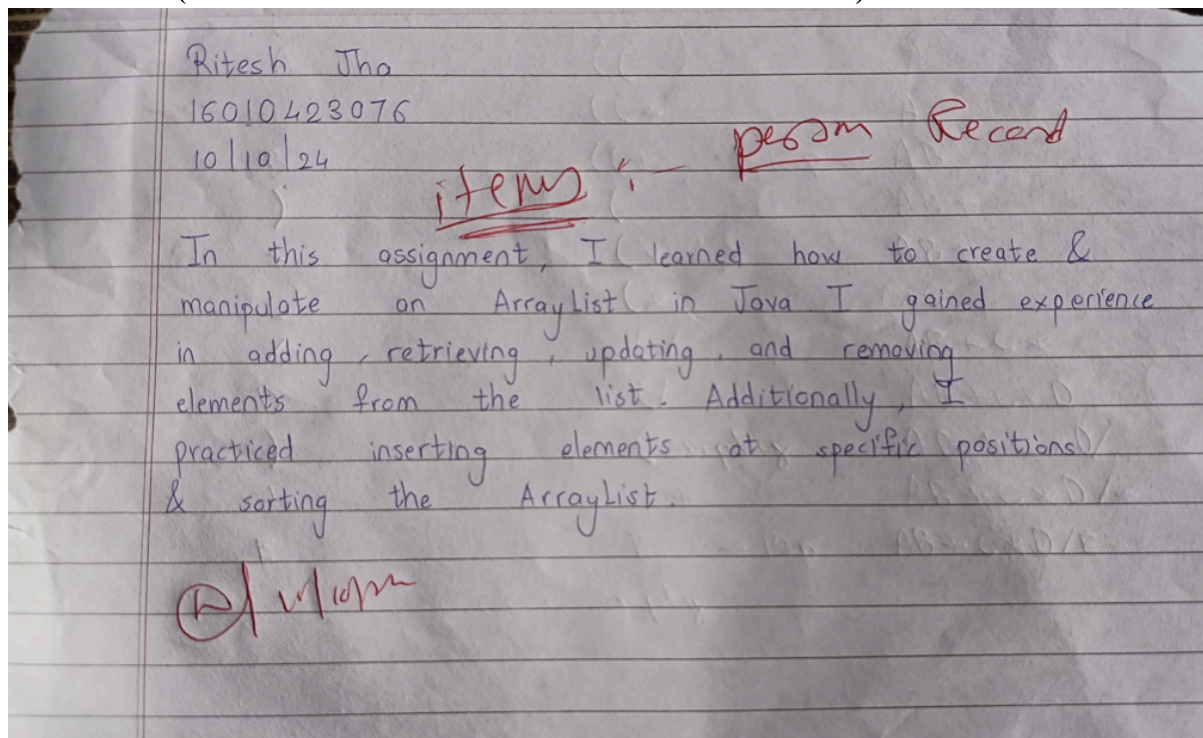 Ritesh Jha
16010423076
10/10/24
person Record
items :-
In this assignment, I learned how to create &
manipulate an ArrayList in Java I gained experience
in adding, retrieving, updating, and removing
elements from the list. Additionally, I
practiced inserting elements at specific positions
& sorting the ArrayList.